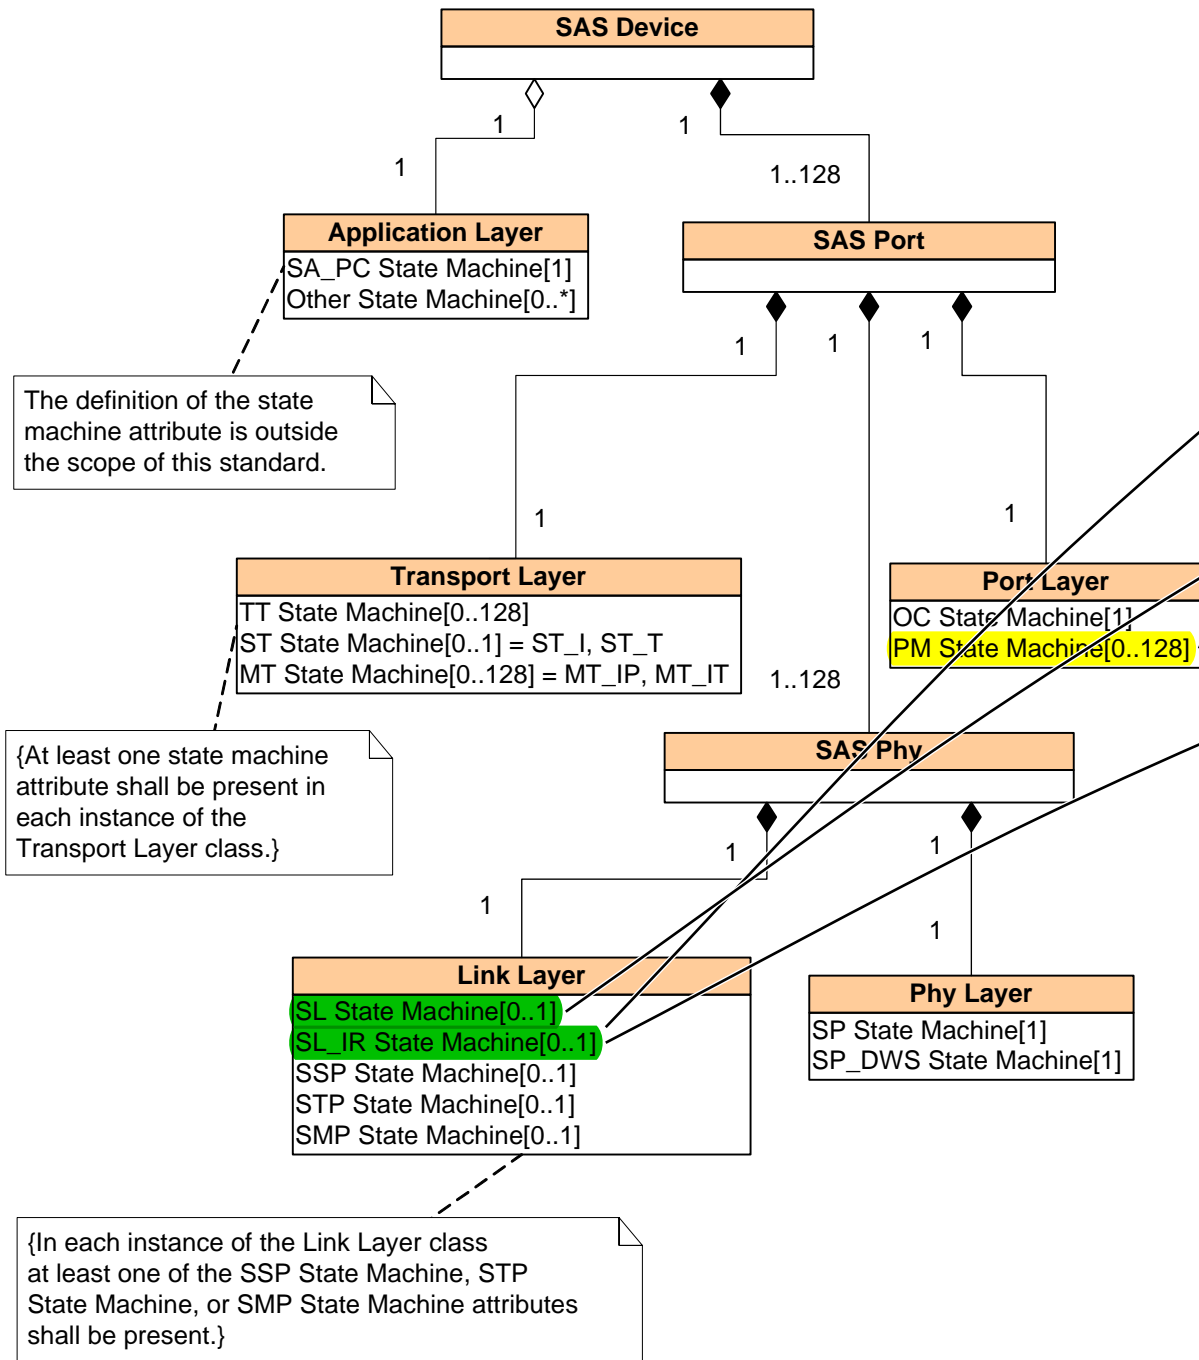 SAS Device
1
1
1
1..128
Application Layer
SA_PC State Machine[1]
Other State Machine[0..*]
SAS Port
The definition of the state
machine attribute is outside
the scope of this standard.
1
1
1
1
1
1..128
Transport Layer
TT State Machine[0..128]
ST State Machine[0..1] = ST_I, ST_T
MT State Machine[0..128] = MT_IP, MT_IT
Port Layer
OC State Machine[1]
PM State Machine[0..128]
{At least one state machine
attribute shall be present in
each instance of the
Transport Layer class.}
SAS Phy
1
1
1
1
Link Layer
SL State Machine[0..1]
SL_IR State Machine[0..1]
SSP State Machine[0..1]
STP State Machine[0..1]
SMP State Machine[0..1]
Phy Layer
SP State Machine[1]
SP_DWS State Machine[1]
{In each instance of the Link Layer class
at least one of the SSP State Machine, STP
State Machine, or SMP State Machine attributes
shall be present.}